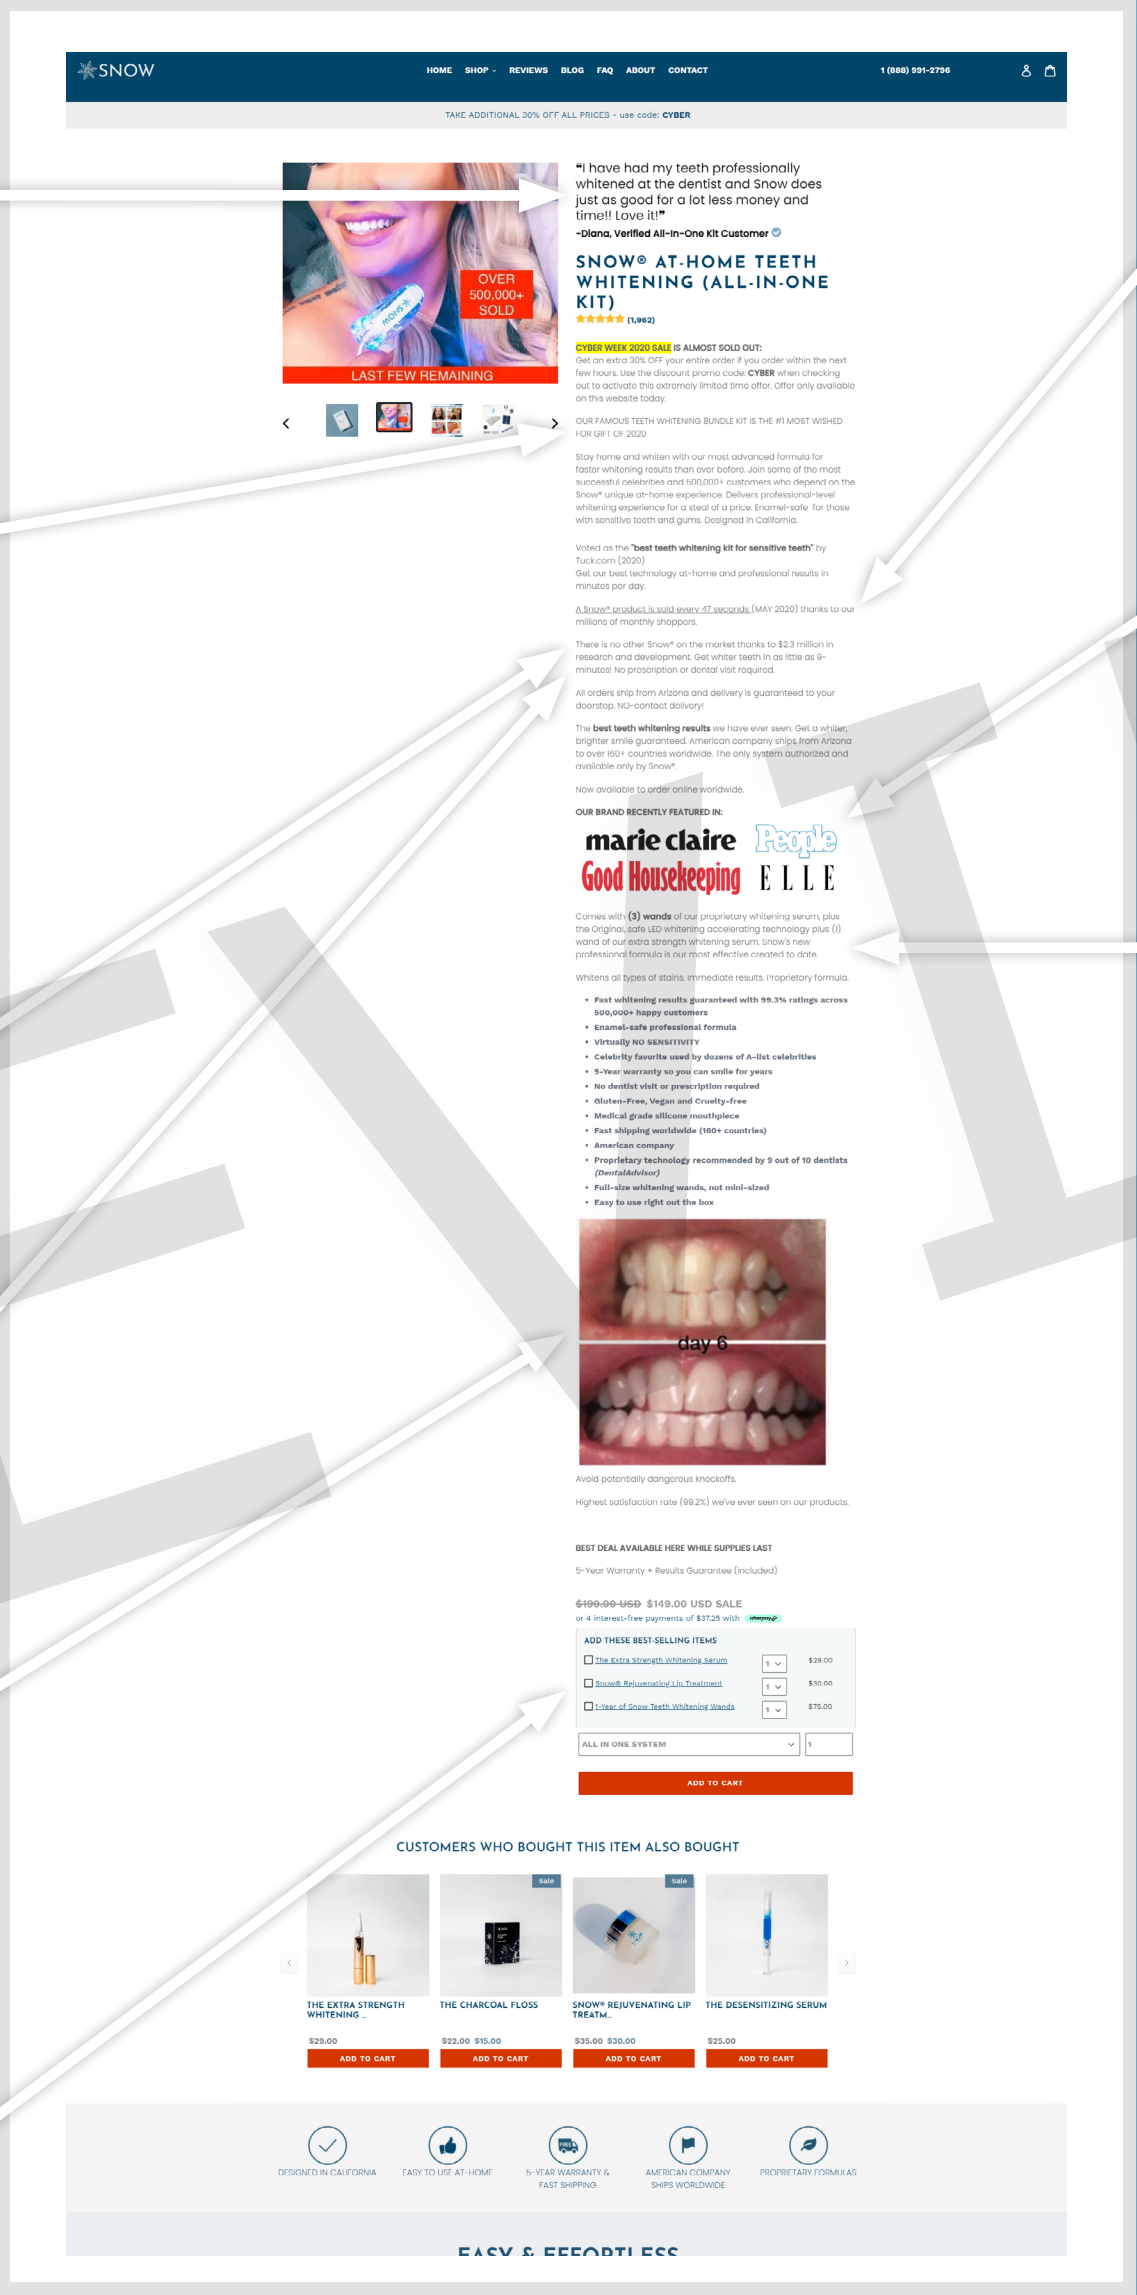 SNOW
HOME SHOP REVIEWS BLOG FAQ ABOUT CONTACT
1 (888) 991-2796
TAKE ADDITIONAL 30% OFF ALL PRICES - use code: CYBER
OVER
500,000+
SOLD
SNOW
LAST FEW REMAINING
❝I have had my teeth professionally
whitened at the dentist and Snow does
just as good for a lot less money and
time!! Love it!❞
-Diana, Verified All-In-One Kit Customer
SNOW® AT-HOME TEETH
WHITENING (ALL-IN-ONE
KIT)
(1,962)
CYBER WEEK 2020 SALE IS ALMOST SOLD OUT:
Get an extra 30% OFF your entire order if you order within the next
few hours. Use the discount promo code: CYBER when checking
out to activate this extremely limited time offer. Offer only available
on this website today.
OUR FAMOUS TEETH WHITENING BUNDLE KIT IS THE #1 MOST WISHED
FOR GIFT OF 2020
Stay home and whiten with our most advanced formula for
faster whitening results than ever before. Join some of the most
successful celebrities and 500,000+ customers who depend on the
Snow® unique at-home experience. Delivers professional-level
whitening experience for a steal of a price. Enamel-safe for those
with sensitive tooth and gums. Designed in California.
Voted as the "best teeth whitening kit for sensitive teeth" by
Tuck.com (2020)
Get our best technology at-home and professional results in
minutes per day.
A Snow® product is sold every 47 seconds (MAY 2020) thanks to our
millions of monthly shoppers.
There is no other Snow® on the market thanks to $2.3 million in
research and development. Get whiter teeth in as little as 9-
minutes! No prescription or dental visit required.
All orders ship from Arizona and delivery is guaranteed to your
doorstop. NO-contact delivery!
The best teeth whitening results we have ever seen. Get a whiter,
brighter smile guaranteed. American company ships from Arizona
to over 160+ countries worldwide. The only system authorized and
available only by Snow®.
Now available to order online worldwide.
OUR BRAND RECENTLY FEATURED IN:
marie claire People
Good Housekeeping ELLE
Comes with (3) wands of our proprietary whitening serum, plus
the Original, safe LED whitening accelerating technology plus (1)
wand of our extra strength whitening serum. Snow's new
professional formula is our most effective created to date.
Whitens all types of stains. Immediate results. Proprietary formula.
• Fast whitening results guaranteed with 99.3% ratings across
500,000+ happy customers
• Enamel-safe professional formula
• Virtually NO SENSITIVITY
• Celebrity favorite used by dozens of A-list celebrities
• 5-Year warranty so you can smile for years
• No dentist visit or prescription required
• Gluten-Free, Vegan and Cruelty-free
• Medical grade silicone mouthpiece
• Fast shipping worldwide (160+ countries)
• American company
• Proprietary technology recommended by 9 out of 10 dentists
(DentalAdvisor)
• Full-size whitening wands, not mini-sized
• Easy to use right out the box
day 6
Avoid potentially dangerous knockoffs.
Highest satisfaction rate (99.2%) we've ever seen on our products.
BEST DEAL AVAILABLE HERE WHILE SUPPLIES LAST
5-Year Warranty + Results Guarantee (included)
$199.00 USD $149.00 USD SALE
or 4 interest-free payments of $37.25 with afterpay
ADD THESE BEST-SELLING ITEMS
The Extra Strength Whitening Serum 1 $29.00
Snow® Rejuvenating Lip Treatment 1 $30.00
1-Year of Snow Teeth Whitening Wands 1 $75.00
ALL IN ONE SYSTEM 1
ADD TO CART
CUSTOMERS WHO BOUGHT THIS ITEM ALSO BOUGHT
Sale Sale
THE EXTRA STRENGTH
WHITENING ...
$29.00
ADD TO CART
THE CHARCOAL FLOSS
$22.00 $15.00
ADD TO CART
SNOW® REJUVENATING LIP
TREATM...
$35.00 $30.00
ADD TO CART
THE DESENSITIZING SERUM
$25.00
ADD TO CART
FREE
DESIGNED IN CALIFORNIA
EASY TO USE AT-HOME
5-YEAR WARRANTY &
FAST SHIPPING
AMERICAN COMPANY
SHIPS WORLDWIDE
PROPRIETARY FORMULAS
EASY & EFFORTLESS